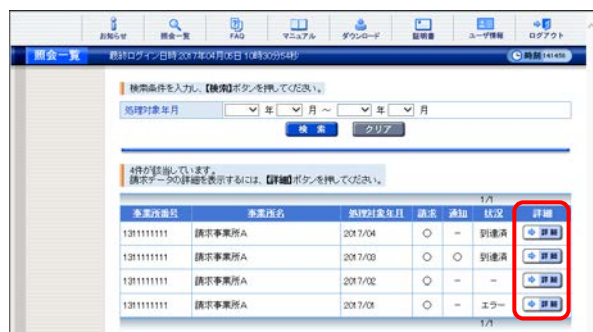 お知らせ 照会一覧 FAQ マニュアル ダウンロード 証明書 ユーザ情報 ログアウト
照会一覧 最終ログイン日時:2017年04月05日 10時30分54秒 時刻 141456
検索条件を入力し、【検索】ボタンを押してください。
処理対象年月 年 月 ～ 年 月
検 索 クリア
4件が該当しています。
請求データの詳細を表示するには、【詳細】ボタンを押してください。
1/1
事業所番号 事業所名 処理対象年月 請求 通知 状況 詳細
1311111111 請求事業所A 2017/04 ○ － 到達済 詳細
1311111111 請求事業所A 2017/03 ○ ○ 到達済 詳細
1311111111 請求事業所A 2017/02 ○ － － 詳細
1311111111 請求事業所A 2017/01 ○ － エラー 詳細
1/1